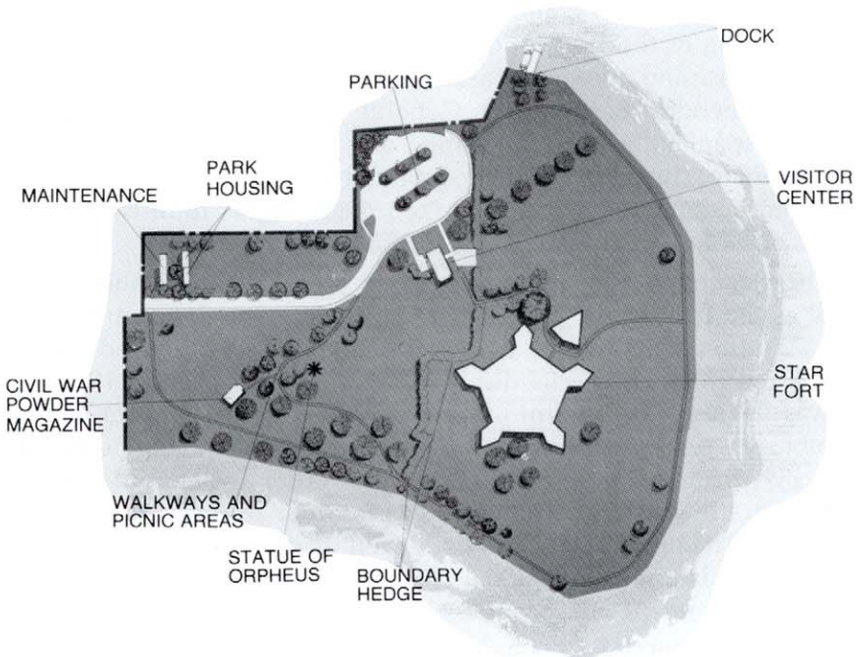 DOCK
PARKING
PARK
HOUSING
MAINTENANCE
VISITOR
CENTER
CIVIL WAR
POWDER
MAGAZINE
STAR
FORT
WALKWAYS AND
PICNIC AREAS
STATUE OF
ORPHEUS
BOUNDARY
HEDGE